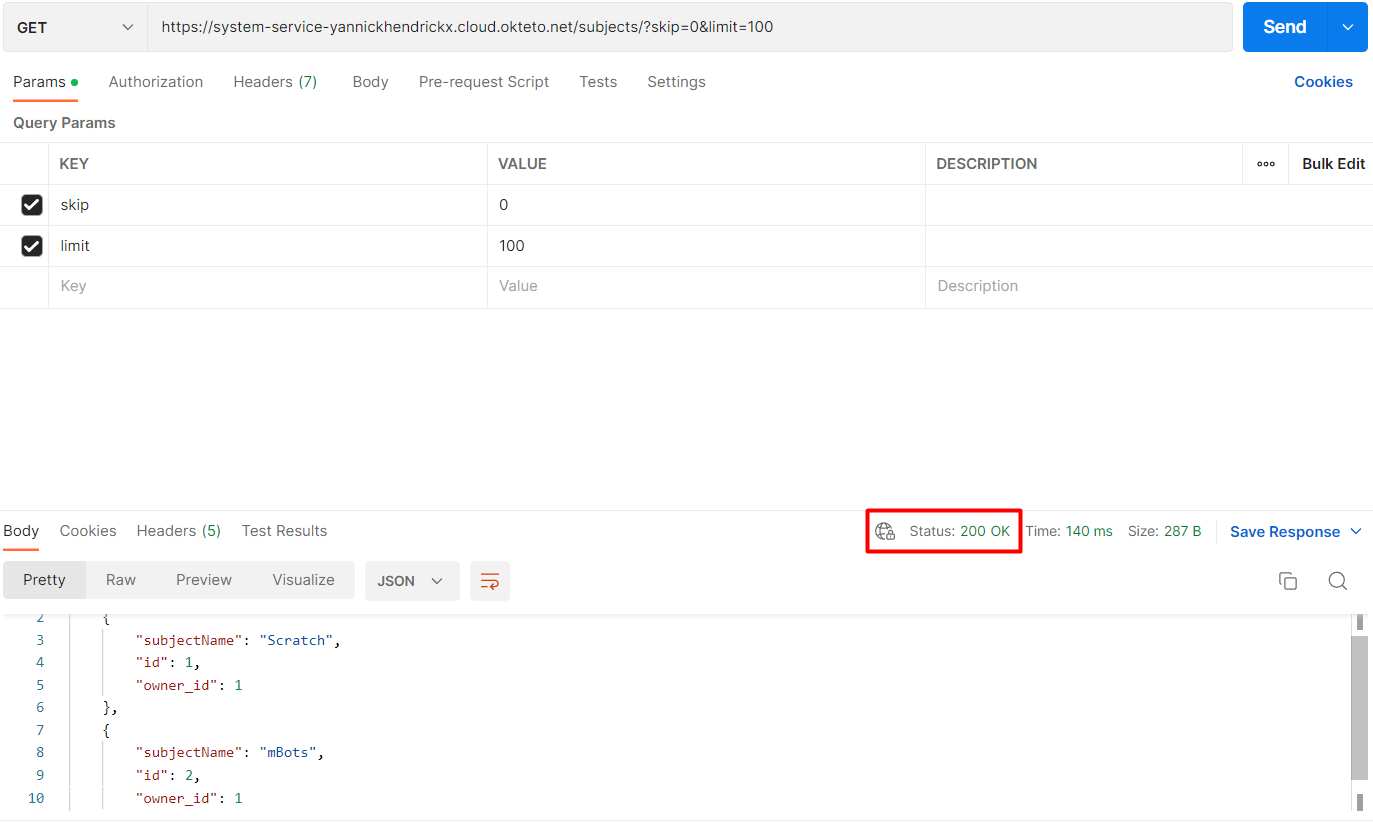 GET https://system-service-yannickhendrickx.cloud.okteto.net/subjects/?skip=0&limit=100 Send
Params Authorization Headers (7) Body Pre-request Script Tests Settings Cookies
Query Params
KEY VALUE DESCRIPTION ooo Bulk Edit
skip 0
limit 100
Key Value Description
Body Cookies Headers (5) Test Results Status: 200 OK Time: 140 ms Size: 287 B Save Response
Pretty Raw Preview Visualize JSON
2 {
3 "subjectName": "Scratch",
4 "id": 1,
5 "owner_id": 1
6 },
7 {
8 "subjectName": "mBots",
9 "id": 2,
10 "owner_id": 1